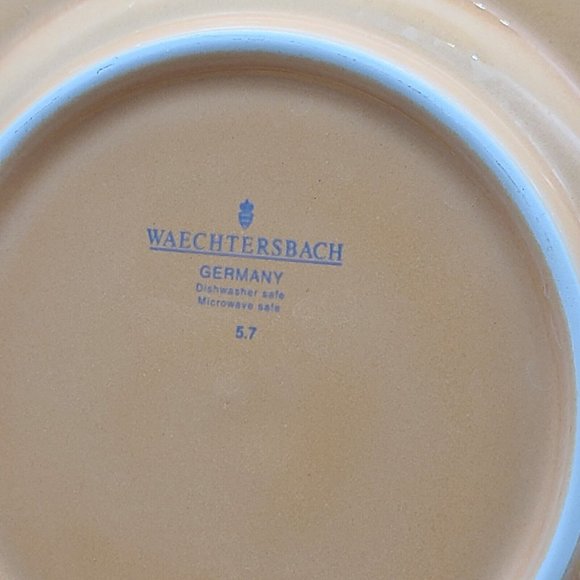 WAECHTERSBACH
GERMANY
Dishwasher safe
Microwave safe
5.7